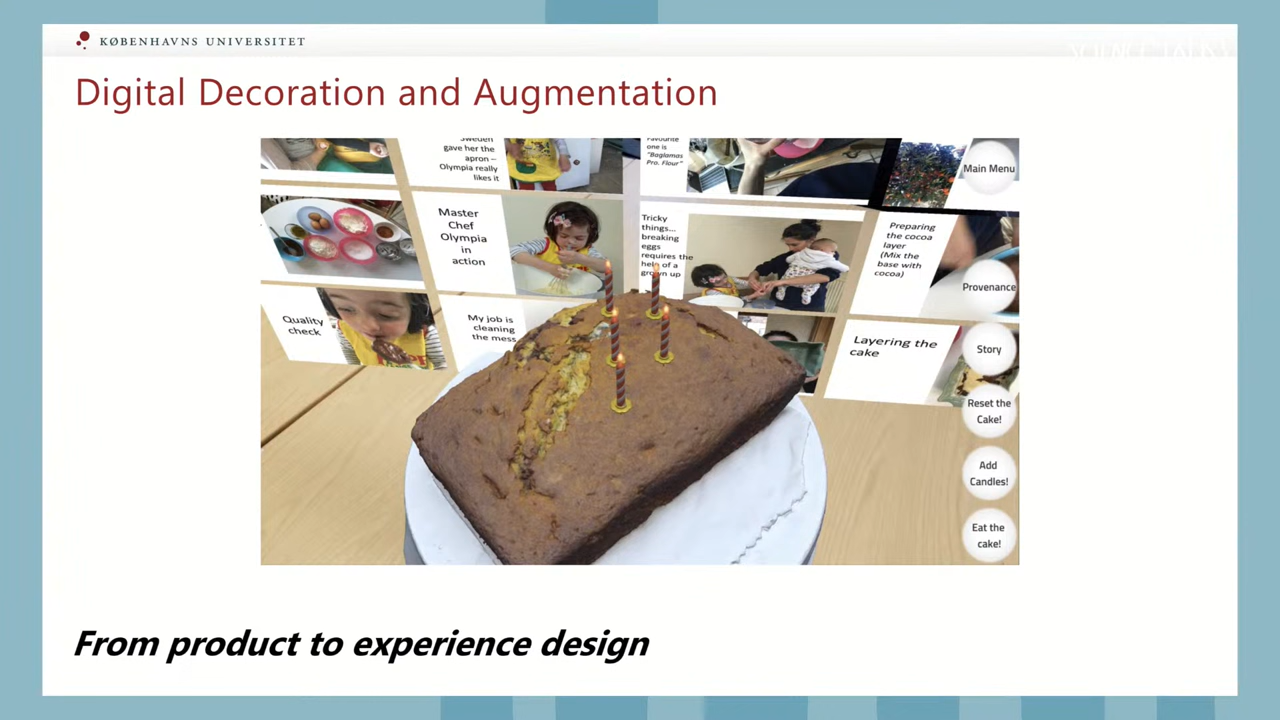 KØBENHAVNS UNIVERSITET
SCIENCE TALKS
Digital Decoration and Augmentation
Sweden
gave her the
apron –
Olympia really
likes it
Favourite
one is
"Baglamas
Pro. Flour"
Main Menu
Master
Chef
Olympia
in
action
Tricky
things...
breaking
eggs
requires the
help of a
grown up
Preparing
the cocoa
layer
(Mix the
base with
cocoa)
Provenance
Quality
check
My job is
cleaning
the mess
Layering the
cake
Story
Reset the
Cake!
Add
Candles!
Eat the
cake!
From product to experience design